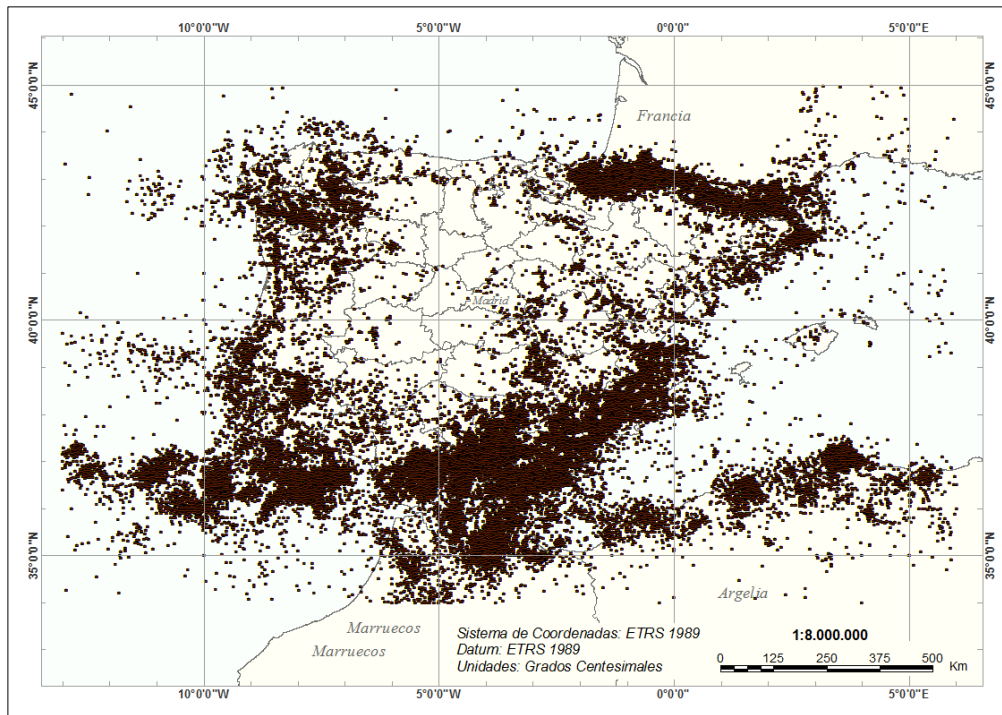 10°0'0"W 5°0'0"W 0°0'0" 5°0'0"E
45°0'0"N 45°0'0"N
Francia
Madrid
40°0'0"N 40°0'0"N
35°0'0"N 35°0'0"N
Argelia
Marruecos
Marruecos
Sistema de Coordenadas: ETRS 1989
Datum: ETRS 1989
Unidades: Grados Centesimales
1:8.000.000
0 125 250 375 500
Km
10°0'0"W 5°0'0"W 0°0'0" 5°0'0"E